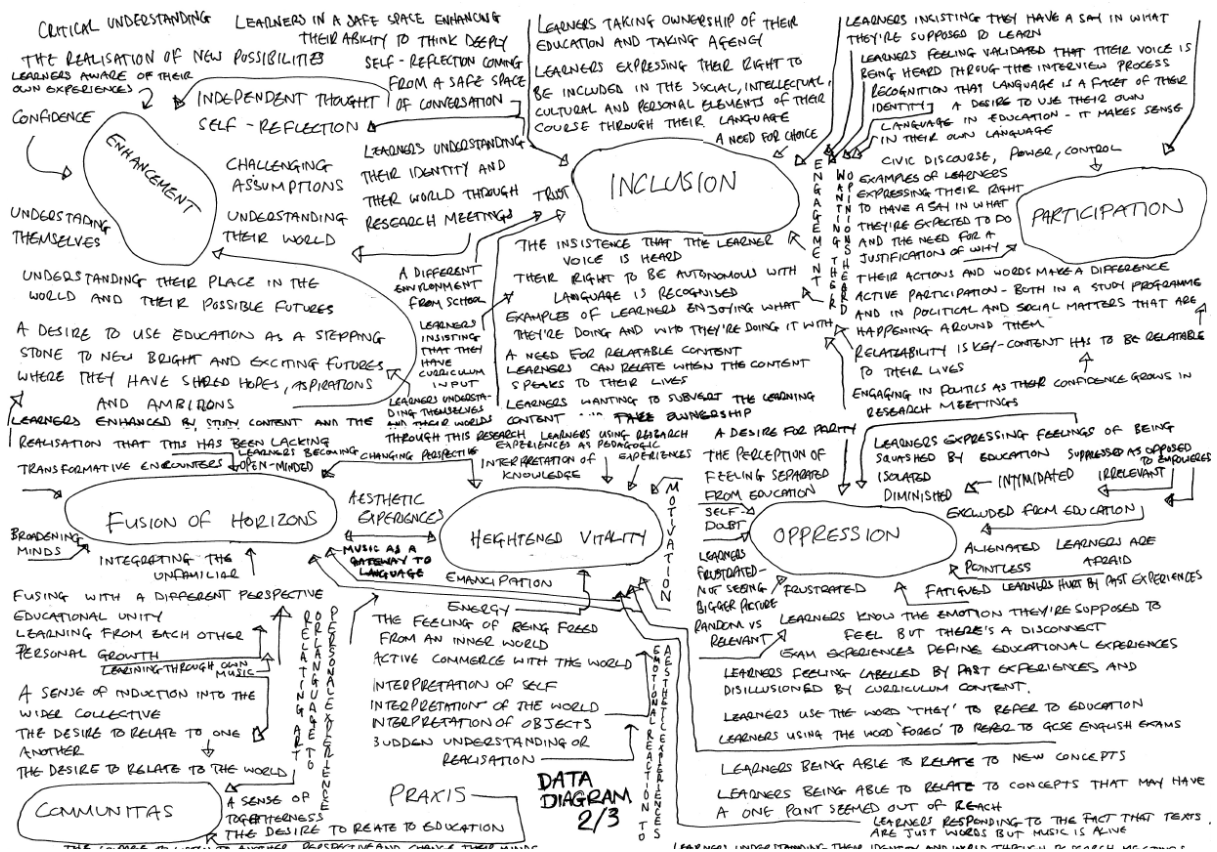 CRITICAL UNDERSTANDING
THE REALISATION OF NEW POSSIBILITIES
LEARNERS AWARE OF THEIR
OWN EXPERIENCES
CONFIDENCE
ENHANCEMENT
UNDERSTADING
THEMSELVES
LEARNERS IN A SAFE SPACE ENHANCING
THEIR ABILITY TO THINK DEEPLY
SELF-REFLECTION COMING
FROM A SAFE SPACE
OF CONVERSATION
INDEPENDENT THOUGHT
SELF-REFLECTION
CHALLENGING
ASSUMPTIONS
UNDERSTANDING
THEIR WORLD
LEARNERS UNDERSTANDING
THEIR IDENTITY AND
THEIR WORLD THROUGH
RESEARCH MEETINGS
UNDERSTANDING THEIR PLACE IN THE
WORLD AND THEIR POSSIBLE FUTURES
A DESIRE TO USE EDUCATION AS A STEPPING
STONE TO NEW BRIGHT AND EXCITING FUTURES
WHERE THEY HAVE SHRED HOPES, ASPIRATIONS
AND AMBITIONS
LEARNERS ENHANCED BY STUDY CONTENT AND THE
REALISATION THAT THIS HAS BEEN LACKING
LEARNERS TAKING OWNERSHIP OF THEIR
EDUCATION AND TAKING AGENCY
LEARNERS EXPRESSING THEIR RIGHT TO
BE INCLUDED IN THE SOCIAL, INTELLECTUAL,
CULTURAL AND PERSONAL ELEMENTS OF THEIR
COURSE THROUGH THEIR LANGUAGE
A NEED FOR CHOICE
TRUST
INCLUSION
ENGAGEMENT
WANTING THEIR
OPINIONS HEARD
LEARNERS INSISTING THEY HAVE A SAY IN WHAT
THEY'RE SUPPOSED TO LEARN
LEARNERS FEELING VALIDATED THAT THEIR VOICE IS
BEING HEARD THROUG THE INTERVIEW PROCESS
RECOGNITION THAT LANGUAGE IS A FACET OF THEIR
IDENTITY
A DESIRE TO USE THEIR OWN
LANGUAGE IN EDUCATION - IT MAKES SENSE
IN THEIR OWN LANGUAGE
CIVIC DISCOURSE, POWER, CONTROL
EXAMPLES OF LEARNERS
EXPRESSING THEIR RIGHT
TO HAVE A SAY IN WHAT
THEY'RE EXPECTED TO DO
AND THE NEED FOR A
JUSTIFICATION OF WHY
PARTICIPATION
THEIR ACTIONS AND WORDS MAKE A DIFFERENCE
ACTIVE PARTICIPATION - BOTH IN A STUDY PROGRAMME
AND IN POLITICAL AND SOCIAL MATTERS THAT ARE
HAPPENING AROUND THEM
RELATEABILITY IS KEY - CONTENT HAS TO BE RELATABLE
TO THEIR LIVES
ENGAGING IN POLITICS AS THEIR CONFIDENCE GROWS IN
RESEARCH MEETINGS
THE INSISTENCE THAT THE LEARNER
VOICE IS HEARD
THEIR RIGHT TO BE AUTONOMOUS WITH
LANGUAGE IS RECOGNISED
EXAMPLES OF LEARNERS ENJOYING WHAT
THEY'RE DOING AND WHO THEY'RE DOING IT WITH
A NEED FOR RELATABLE CONTENT
LEARNERS CAN RELATE WHEN THE CONTENT
SPEAKS TO THEIR LIVES
LEARNERS WANTING TO SUBVERT THE LEARNING
CONTENT TAKE OWNERSHIP
A DIFFERENT
ENVIRONMENT
FROM SCHOOL
LEARNERS
INSISTING
THAT THEY
HAVE
CURRICULUM
INPUT
LEARNERS UNDERSTA-
DING THEMSELVES
AND THEIR WORLDS
THROUGH THIS RESEARCH
LEARNERS USING RESEARCH
EXPERIENCES AS PEDAGOGIC
EXPERIENCES
TRANSFORMATIVE ENCOUNTERS
LEARNERS BECOMING
OPEN-MINDED
CHANGING PERSPECTIVE
INTERPRETATION OF
KNOWLEDGE
FUSION OF HORIZONS
BROADENING
MINDS
AESTHETIC
EXPERIENCES
MUSIC AS A
GATEWAY TO
LANGUAGE
HEIGHTENED VITALITY
MOTIVATION
A DESIRE FOR PARITY
THE PERCEPTION OF
FEELING SEPARATED
FROM EDUCATION
SELF-
DOUBT
OPPRESSION
LEARNERS EXPRESSING FEELINGS OF BEING
SQUASHED BY EDUCATION
SUPPRESSED AS OPPOSED
TO EMPOWERED
ISOLATED
DIMINISHED
INTIMIDATED
IRRELEVANT
EXCLUDED FROM EDUCATION
ALIENATED LEARNERS ARE
POINTLESS
AFRAID
FATIGUED
LEARNERS HURT BY PAST EXPERIENCES
LEARNERS
FRUSTRATED-
NOT SEEING
BIGGER PICTURE
FRUSTRATED
RANDOM VS
RELEVANT
LEARNERS KNOW THE EMOTION THEY'RE SUPPOSED TO
FEEL BUT THERE'S A DISCONNECT
EXAM EXPERIENCES DEFINE EDUCATIONAL EXPERIENCES
LEARNERS FEELING LABELLED BY PAST EXPERIENCES AND
DISILLUSIONED BY CURRICULUM CONTENT.
LEARNERS USE THE WORD 'THEY' TO REFER TO EDUCATION
LEARNERS USING THE WORD 'FORED' TO REFER TO GCSE ENGLISH EXAMS
LEARNERS BEING ABLE TO RELATE TO NEW CONCEPTS
LEARNERS BEING ABLE TO RELATE TO CONCEPTS THAT MAY HAVE
A ONE POINT SEEMED OUT OF REACH
LEARNERS RESPONDING TO THE FACT THAT TEXTS
ARE JUST WORDS BUT MUSIC IS ALIVE
LEARNERS UNDERSTANDING THEIR IDENTITY AND WORLD THROUGH RESEARCH MEETINGS
INTEGRATING THE
UNFAMILIAR
FUSING WITH A DIFFERENT PERSPECTIVE
EDUCATIONAL UNITY
LEARNING FROM EACH OTHER
PERSONAL GROWTH
LEARINING THROUGH OWN
MUSIC
A SENSE OF INDUCTION INTO THE
WIDER COLLECTIVE
THE DESIRE TO RELATE TO ONE
ANOTHER
THE DESIRE TO RELATE TO THE WORLD
RELATING ART
OR LANGUAGE TO
PERSONAL EXPERIENCE
COMMUNITAS
A SENSE OF
TOGETHERNESS
THE DESIRE TO RELATE TO EDUCATION
EMANCIPATION
ENERGY
THE FEELING OF BEING FREED
FROM AN INNER WORLD
ACTIVE COMMERCE WITH THE WORLD
INTERPRETATION OF SELF
INTERPRETATION OF THE WORLD
INTERPRETATION OF OBJECTS
SUDDEN UNDERSTANDING OR
REALISATION
EMOTIONAL REACTION TO
AESTHETIC EXPERIENCES
PRAXIS
DATA
DIAGRAM
2/3